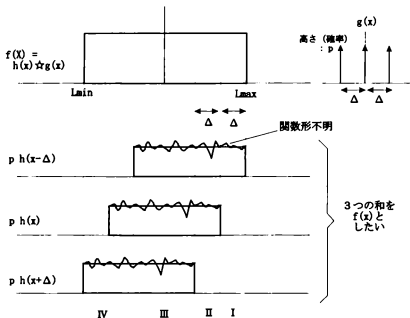 f(X) =
h(x)☆g(x)
Lmin
Lmax
g(x)
高さ（確率）
: p
Δ Δ
Δ Δ
関数形不明
p h(x-Δ)
p h(x)
p h(x+Δ)
３つの和を
f(x)と
したい
Ⅳ Ⅲ Ⅱ Ⅰ